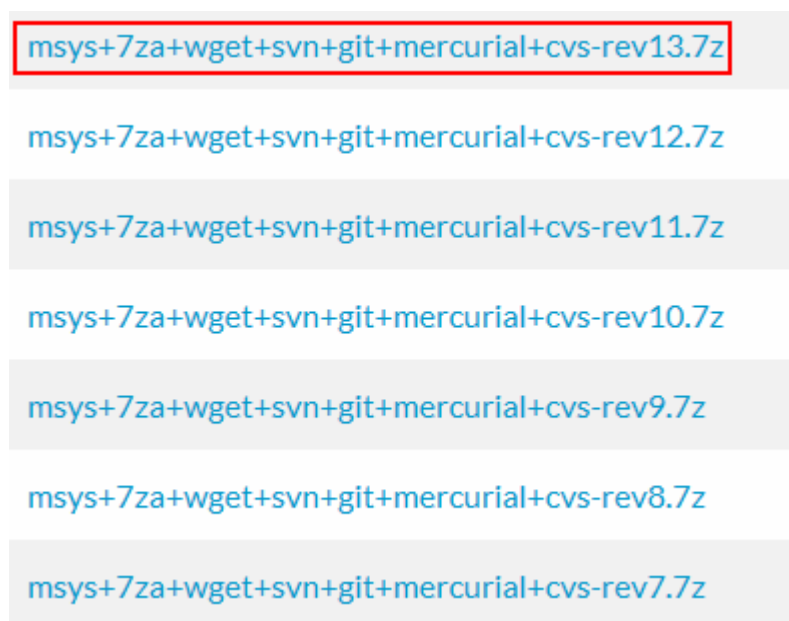 msys+7za+wget+svn+git+mercurial+cvs-rev13.7z
msys+7za+wget+svn+git+mercurial+cvs-rev12.7z
msys+7za+wget+svn+git+mercurial+cvs-rev11.7z
msys+7za+wget+svn+git+mercurial+cvs-rev10.7z
msys+7za+wget+svn+git+mercurial+cvs-rev9.7z
msys+7za+wget+svn+git+mercurial+cvs-rev8.7z
msys+7za+wget+svn+git+mercurial+cvs-rev7.7z